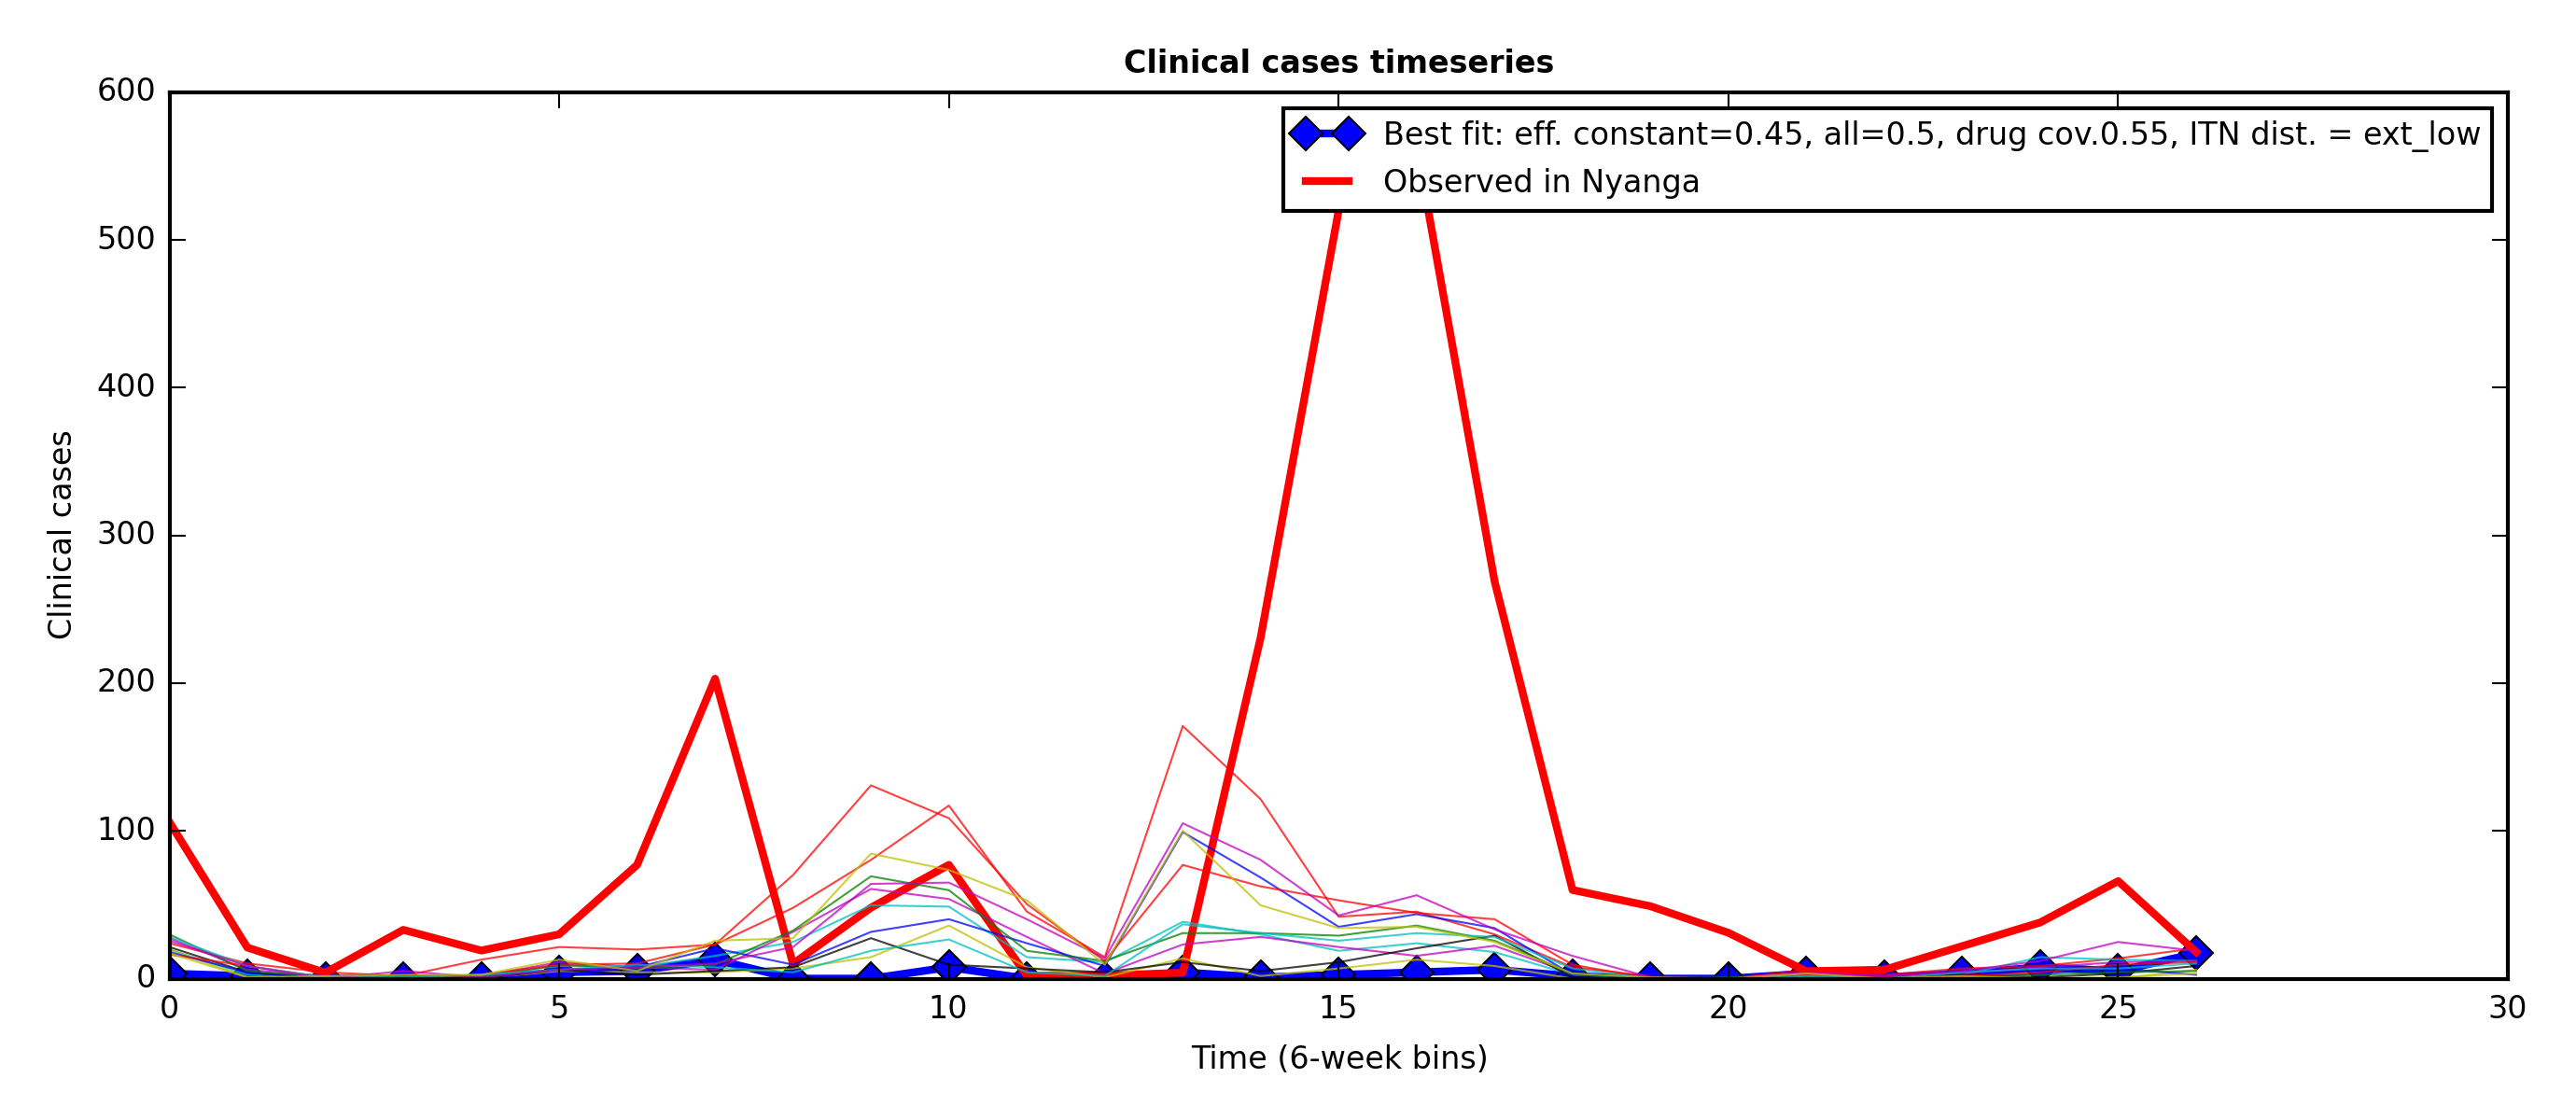 Clinical cases timeseries
600
500
400
300
200
100
0
Clinical cases
Best fit: eff. constant=0.45, all=0.5, drug cov.0.55, ITN dist. = ext_low
Observed in Nyanga
0 5 10 15 20 25 30
Time (6-week bins)